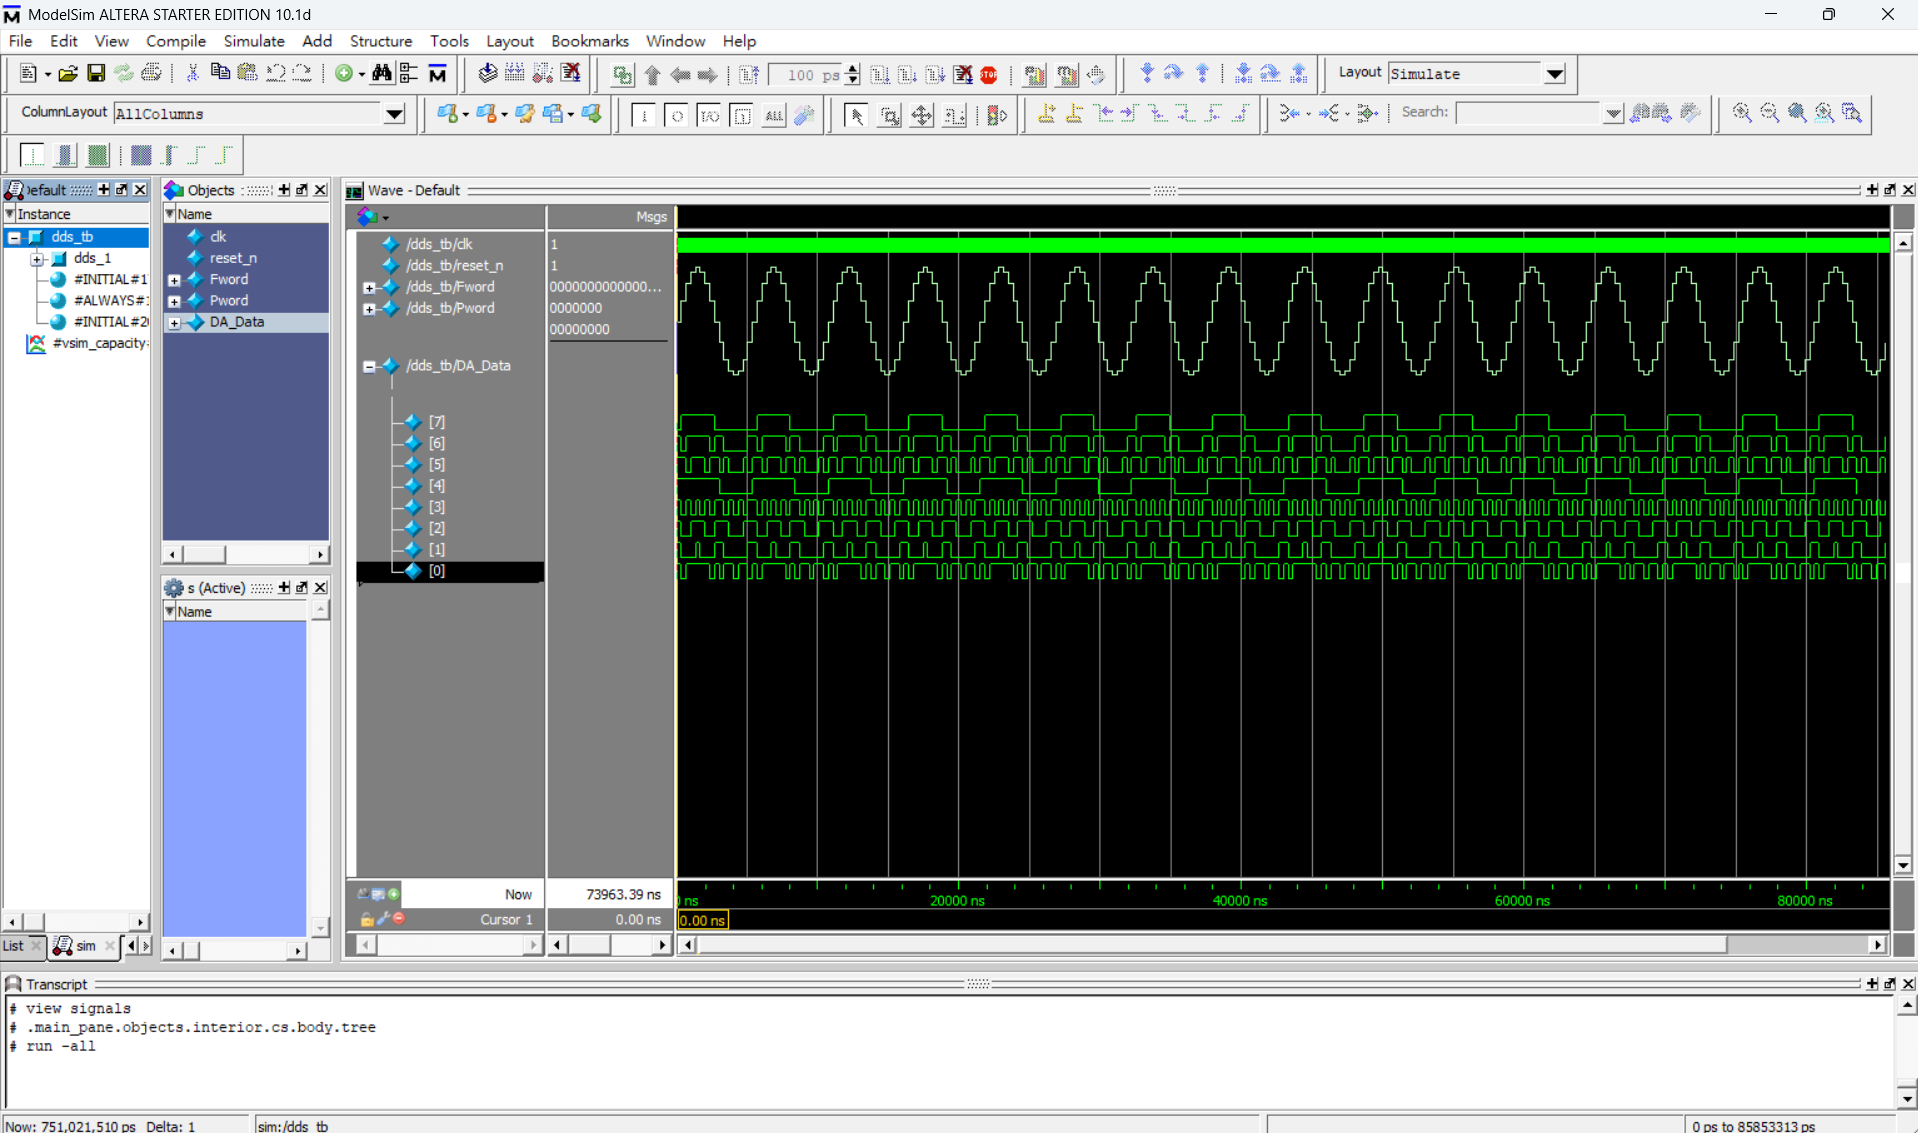 ModelSim ALTERA STARTER EDITION 10.1d
File Edit View Compile Simulate Add Structure Tools Layout Bookmarks Window Help
100 ps
STOP
Layout Simulate
ColumnLayout AllColumns
I/O
ALL
Search:
Default
Instance
dds_tb
dds_1
#INITIAL#1
#ALWAYS#
#INITIAL#2
#vsim_capacity
Objects
Name
clk
reset_n
Fword
Pword
DA_Data
s (Active)
Name
Wave - Default
Msgs
/dds_tb/clk 1
/dds_tb/reset_n 1
/dds_tb/Fword 0000000000000...
/dds_tb/Pword 0000000
00000000
/dds_tb/DA_Data
[7]
[6]
[5]
[4]
[3]
[2]
[1]
[0]
Now 73963.39 ns
Cursor 1 0.00 ns
ns 20000 ns 40000 ns 60000 ns 80000 ns
0.00 ns
List sim
Transcript
# view signals
# .main_pane.objects.interior.cs.body.tree
# run -all
Now: 751,021,510 ps Delta: 1 sim:/dds_tb 0 ps to 85853313 ps